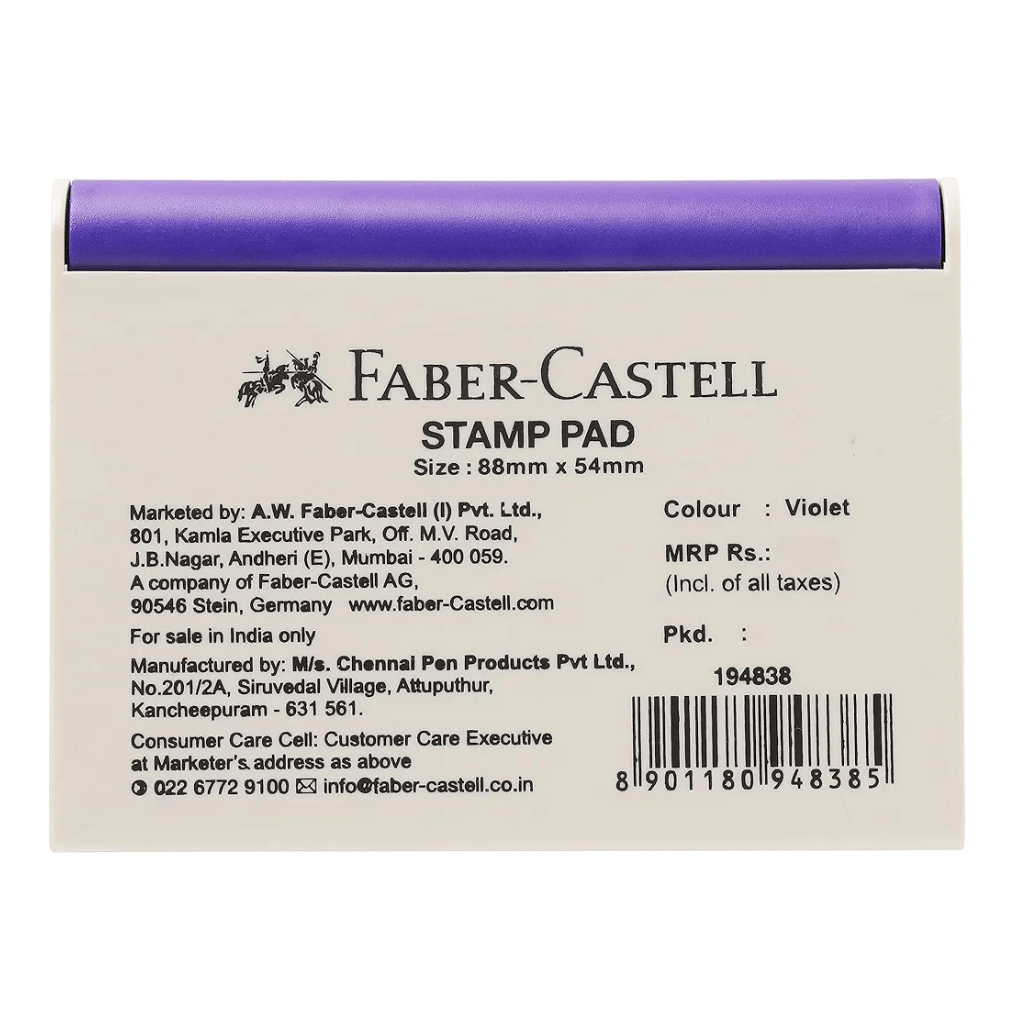 FABER-CASTELL
STAMP PAD
Size : 88mm x 54mm
Marketed by: A.W. Faber-Castell (I) Pvt. Ltd.,
801, Kamla Executive Park, Off. M.V. Road,
J.B.Nagar, Andheri (E), Mumbai - 400 059.
A company of Faber-Castell AG,
90546 Stein, Germany www.faber-Castell.com
For sale in India only
Manufactured by: M/s. Chennai Pen Products Pvt Ltd.,
No.201/2A, Siruvedal Village, Attuputhur,
Kancheepuram - 631 561.
Consumer Care Cell: Customer Care Executive
at Marketer's address as above
022 6772 9100 info@faber-castell.co.in
Colour : Violet
MRP Rs.:
(Incl. of all taxes)
Pkd. :
194838
8 901180 948385